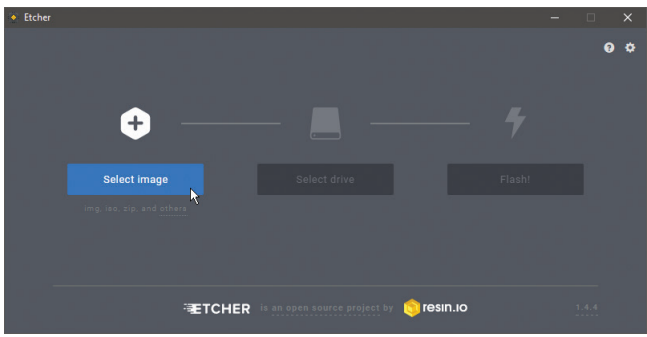 Etcher
Select image
Select drive
Flash!
img, iso, zip, and others
ETCHER is an open source project by resin.io
1.4.4